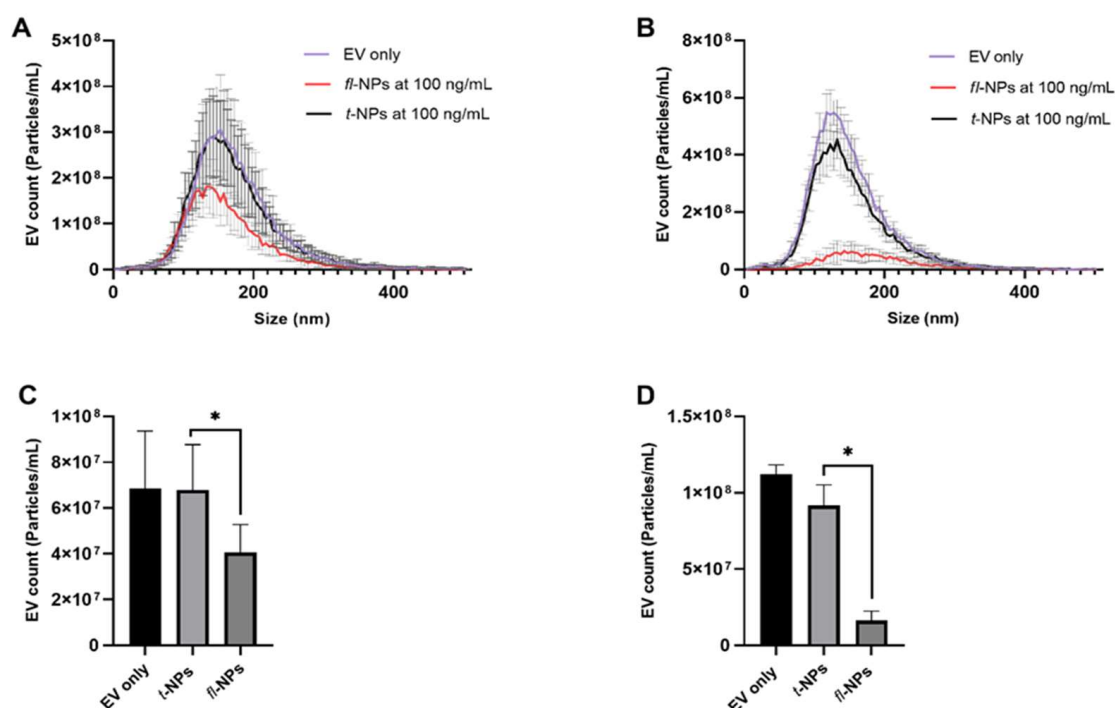 A
EV count (Particles/mL)
5×10⁸
4×10⁸
3×10⁸
2×10⁸
1×10⁸
0
0
200
400
Size (nm)
EV only
fl-NPs at 100 ng/mL
t-NPs at 100 ng/mL
B
EV count (Particles/mL)
8×10⁸
6×10⁸
4×10⁸
2×10⁸
0
0
200
400
Size (nm)
EV only
fl-NPs at 100 ng/mL
t-NPs at 100 ng/mL
C
EV count (Particles/mL)
1×10⁸
8×10⁷
6×10⁷
4×10⁷
2×10⁷
0
*
EV only
t-NPs
fl-NPs
D
EV count (Particles/mL)
1.5×10⁸
1×10⁸
5×10⁷
0
*
EV only
t-NPs
fl-NPs